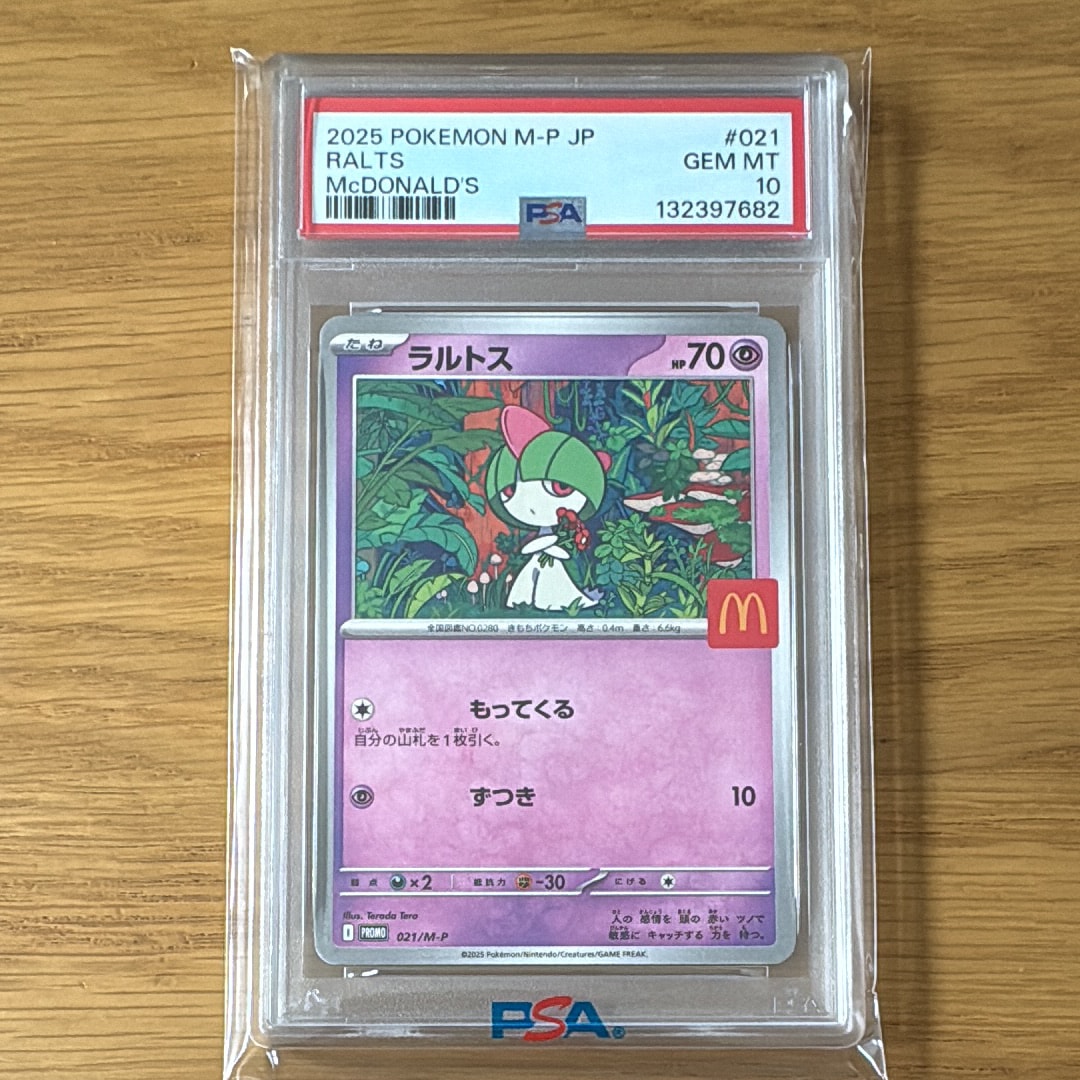 2025 POKEMON M-P JP #021
RALTS GEM MT
McDONALD'S 10
PSA 132397682
たね ラルトス HP70
全国図鑑NO.0280 きもちポケモン 高さ:0.4m 重さ:6.6kg
もってくる
自分の山札を1枚引く。
ずつき 10
弱点 ×2 抵抗力 -30 にげる
Illus. Terada Tera
人の感情を頭の赤いツノで
敏感にキャッチする力を持つ。
I PROMO 021/M-P
©2025 Pokémon/Nintendo/Creatures/GAME FREAK.
PSA®